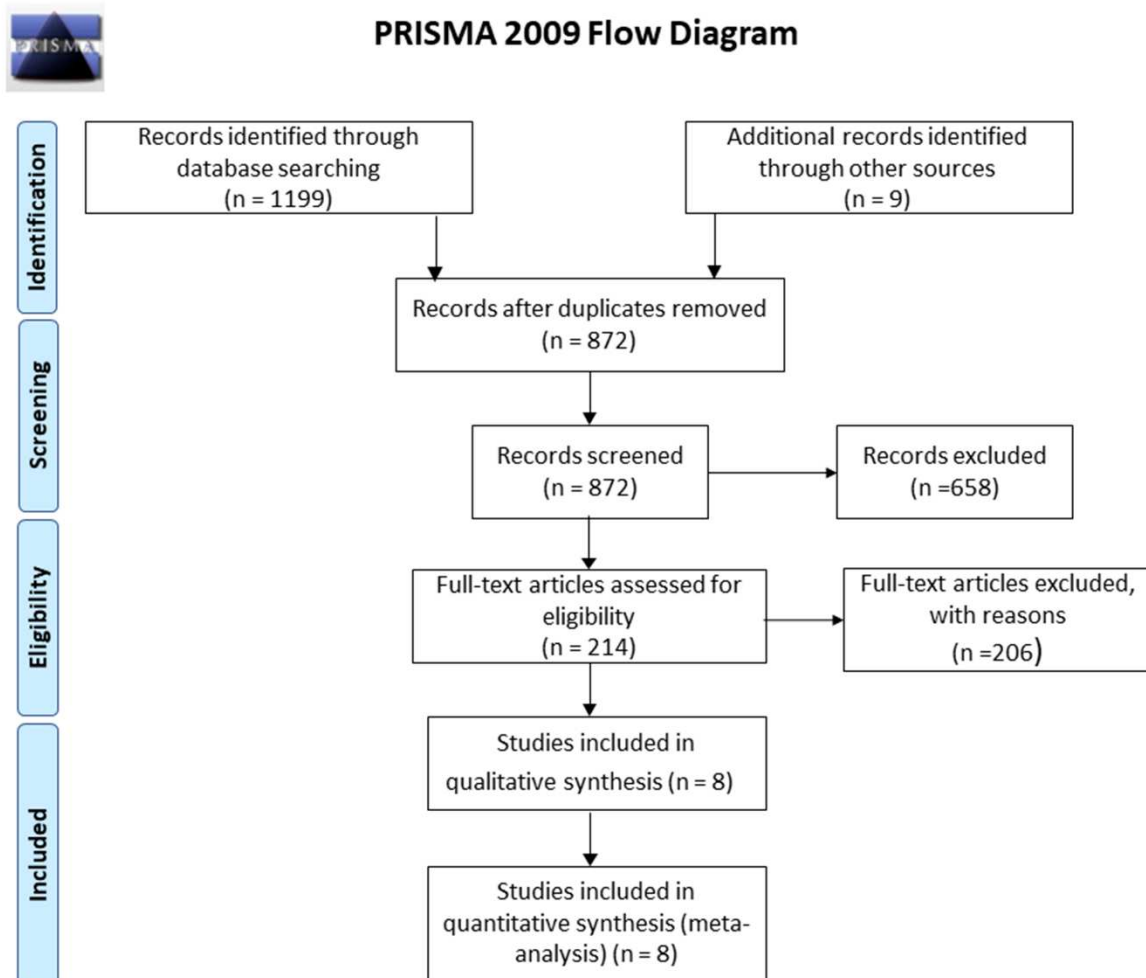 PRISMA 2009 Flow Diagram
PRISMA
Identification
Records identified through
database searching
(n = 1199)
Additional records identified
through other sources
(n = 9)
Records after duplicates removed
(n = 872)
Screening
Records screened
(n = 872)
Records excluded
(n =658)
Eligibility
Full-text articles assessed for
eligibility
(n = 214)
Full-text articles excluded,
with reasons
(n =206)
Included
Studies included in
qualitative synthesis (n = 8)
Studies included in
quantitative synthesis (meta-
analysis) (n = 8)